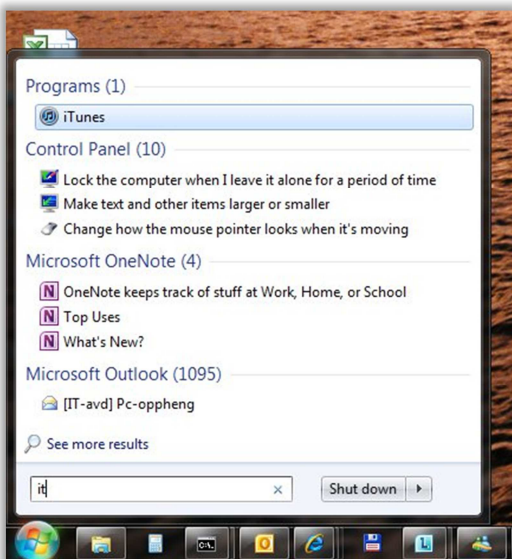 Programs (1)
iTunes
Control Panel (10)
Lock the computer when I leave it alone for a period of time
Make text and other items larger or smaller
Change how the mouse pointer looks when it's moving
Microsoft OneNote (4)
OneNote keeps track of stuff at Work, Home, or School
Top Uses
What's New?
Microsoft Outlook (1095)
[IT-avd] Pc-oppheng
See more results
it
Shut down